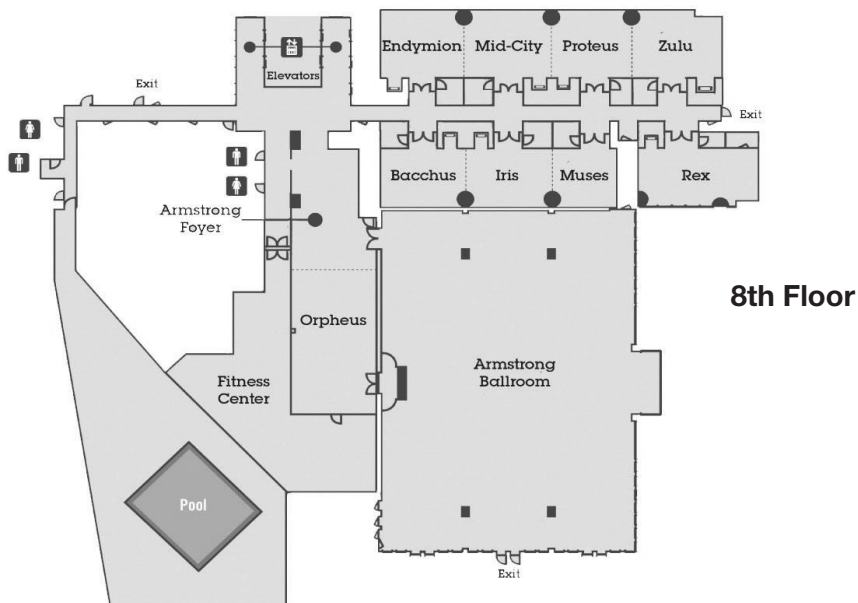 Endymion
Mid-City
Proteus
Zulu
Elevators
Exit
Exit
Bacchus
Iris
Muses
Rex
Armstrong
Foyer
8th Floor
Orpheus
Armstrong
Ballroom
Fitness
Center
Pool
Exit